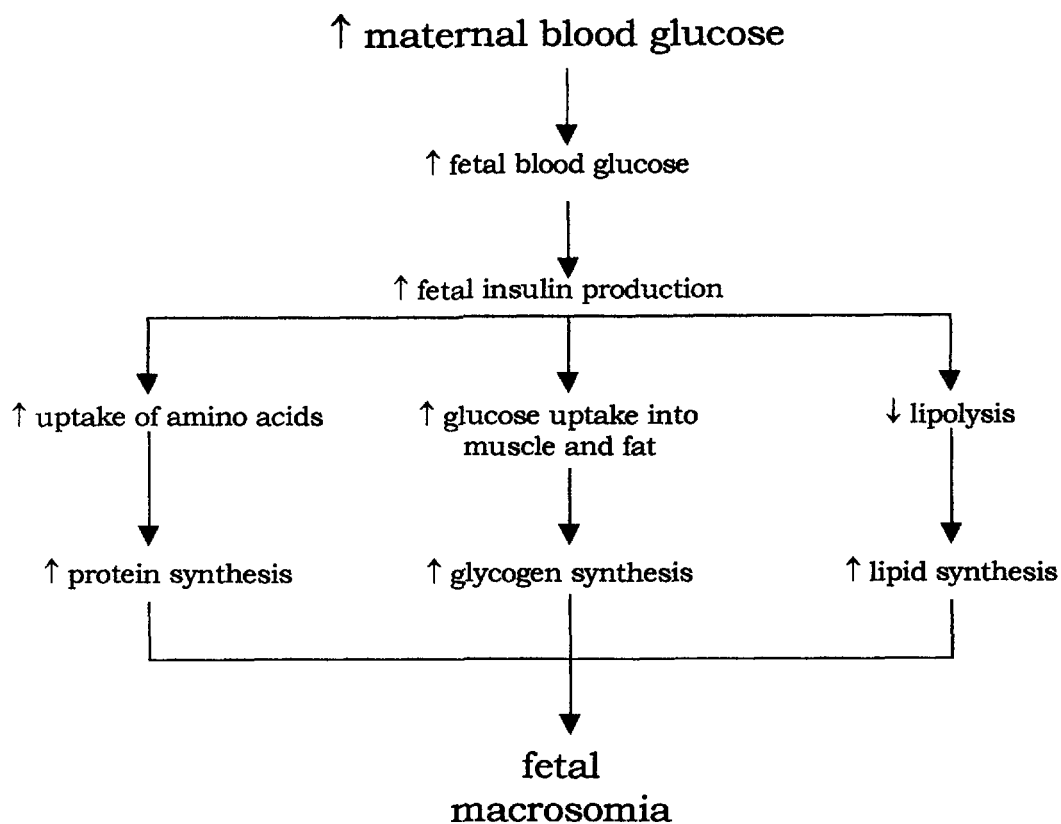 ↑ maternal blood glucose
↑ fetal blood glucose
↑ fetal insulin production
↑ uptake of amino acids
↑ glucose uptake into
muscle and fat
↓ lipolysis
↑ protein synthesis
↑ glycogen synthesis
↑ lipid synthesis
fetal
macrosomia